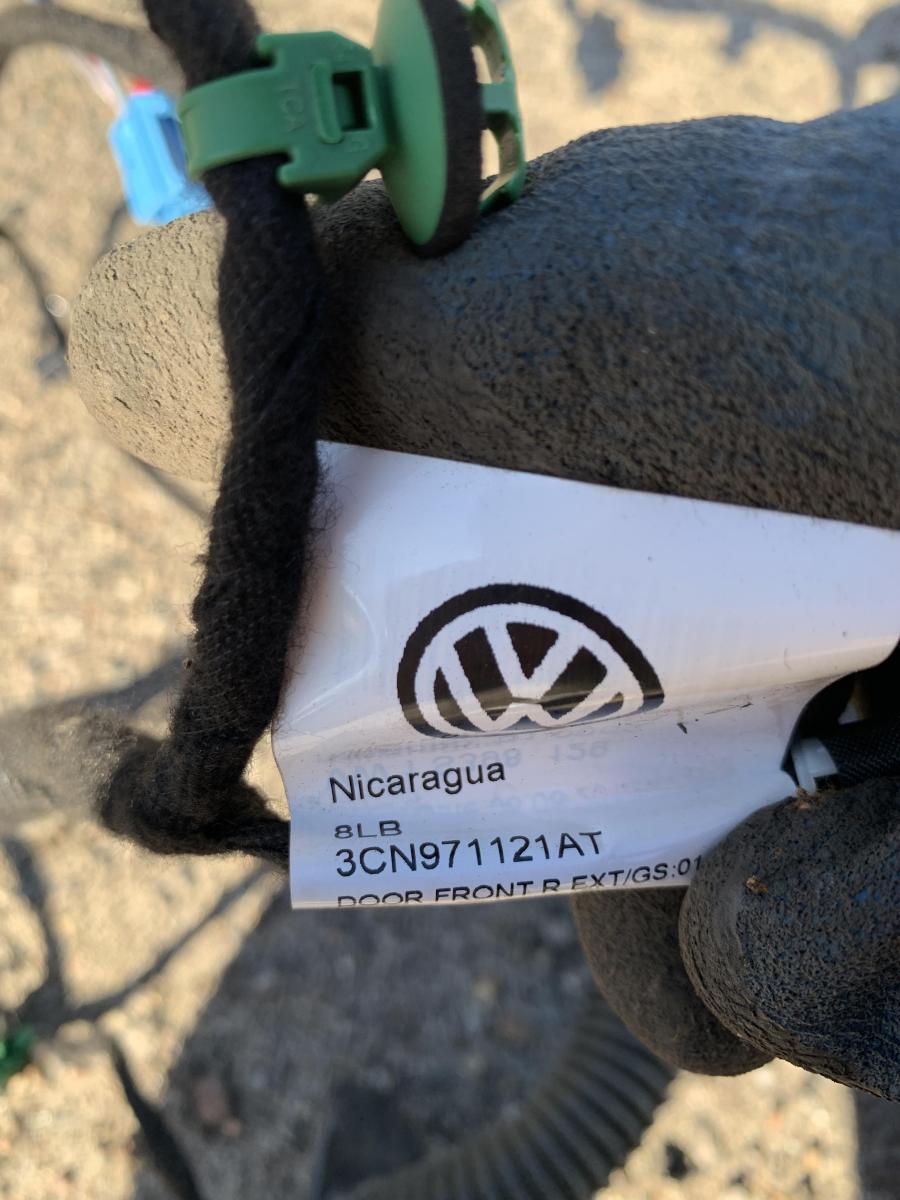 Nicaragua
8LB
3CN971121AT
DOOR FRONT R EXT/GS:01